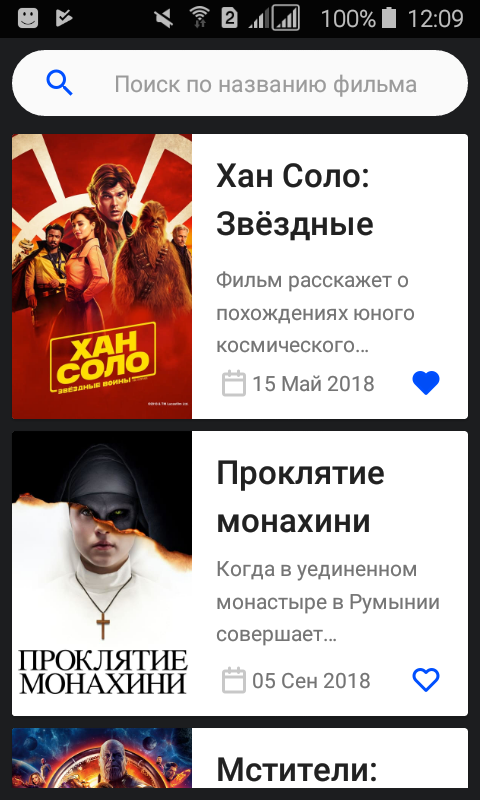 2 100% 12:09
Поиск по названию фильма
ХАН
СОЛО
ЗВЁЗДНЫЕ ВОЙНЫ
Хан Соло:
Звёздные
Фильм расскажет о
похождениях юного
космического…
15 Май 2018
ПРОКЛЯТИЕ
МОНАХИНИ
Проклятие
монахини
Когда в уединенном
монастыре в Румынии
совершает…
05 Сен 2018
Мстители: